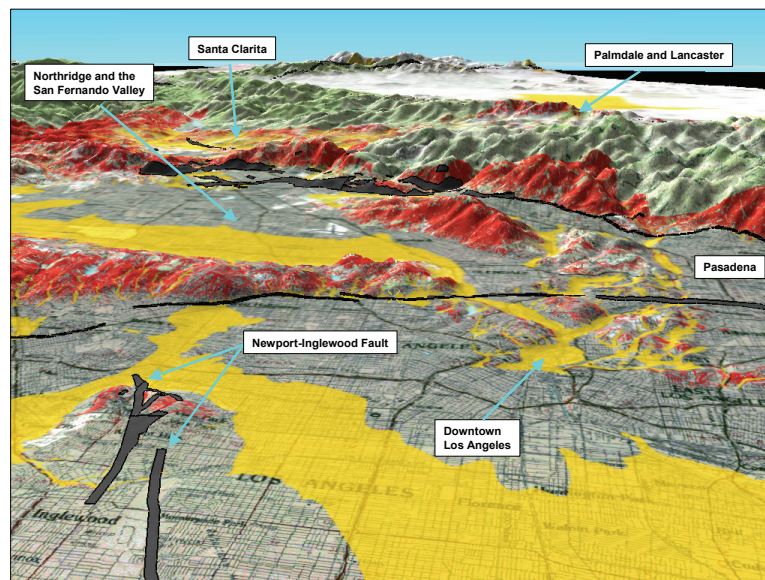 Santa Clarita
Palmdale and Lancaster
Northridge and the
San Fernando Valley
Pasadena
Newport-Inglewood Fault
ANGELES
Downtown
Los Angeles
LOS ANGELES
Inglewood
Florence